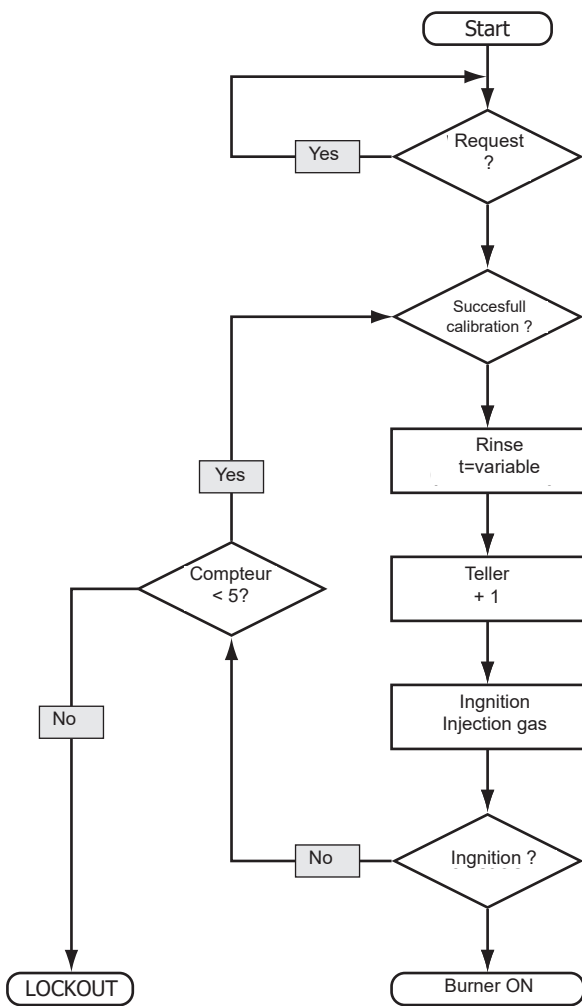 Start
Request
?
Yes
Succesfull
calibration ?
Rinse
t=variable
Yes
Teller
+ 1
Compteur
< 5?
Ingnition
Injection gas
No
Ingnition ?
No
LOCKOUT
Burner ON